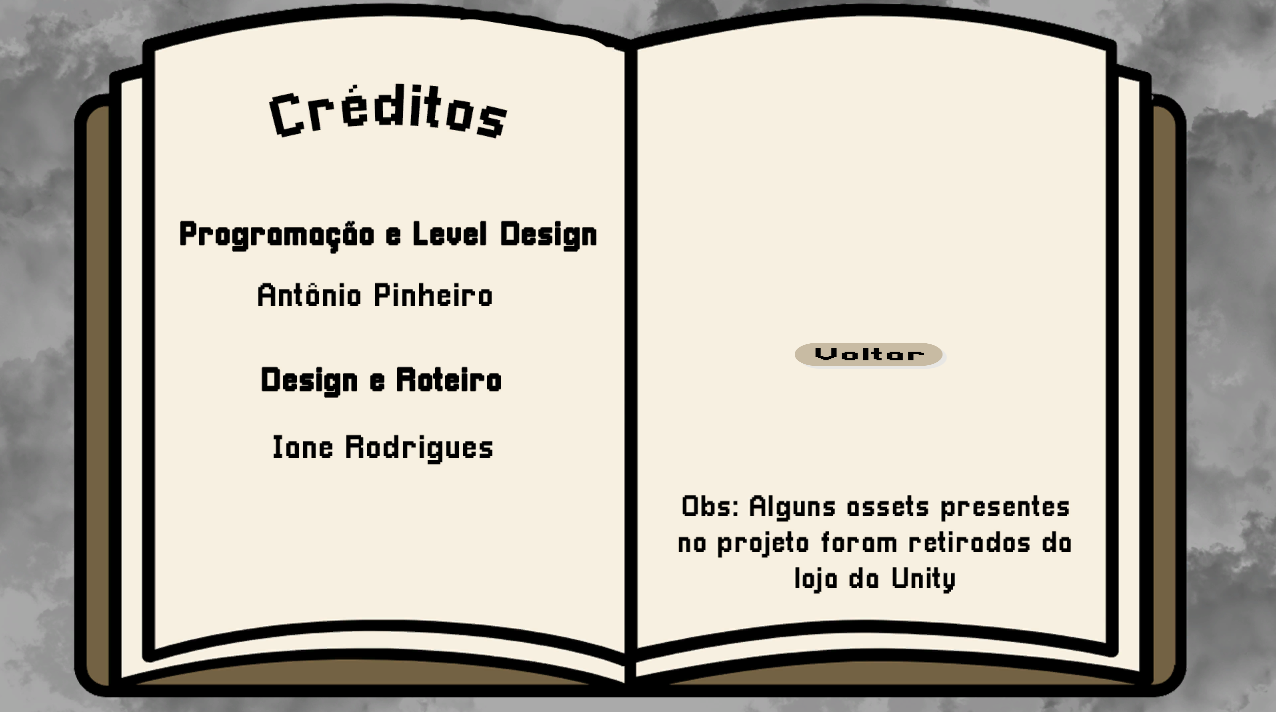 Créditos
Programação e Level Design
Antônio Pinheiro
Design e Roteiro
Iane Rodrigues
Voltar
Obs: Alguns assets presentes
no projeto foram retirados da
loja da Unity